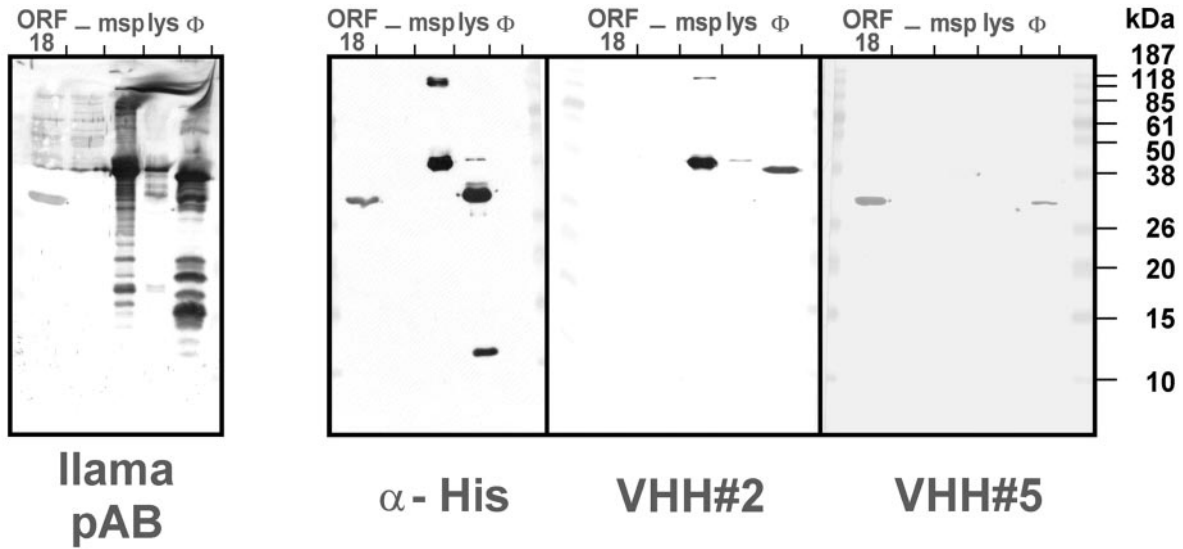 ORF – msp lys Φ
18
ORF – msp lys Φ
18
ORF – msp lys Φ
18
ORF – msp lys Φ
18
kDa
187
118
85
61
50
38
26
20
15
10
llama
pAB
α - His
VHH#2
VHH#5